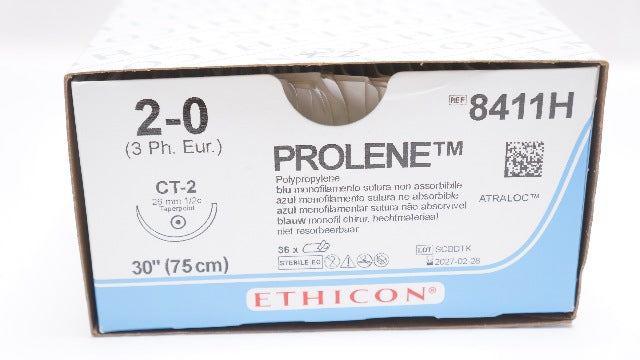 2-0
(3 Ph. Eur.)
REF 8411H
PROLENE™
Polypropylene
blu monofilamento sutura non assorbibile
azul monofilamento sutura no absorbible
azul monofilamentar sutura não absorvível
blauw monofil chirur. hechtmateriaal
niet resorbeerbaar
CT-2
26 mm 1/2c
Taperpoint
ATRALOC™
36 x
STERILE EO
30" (75 cm)
LOT
2027-02-28
ETHICON®